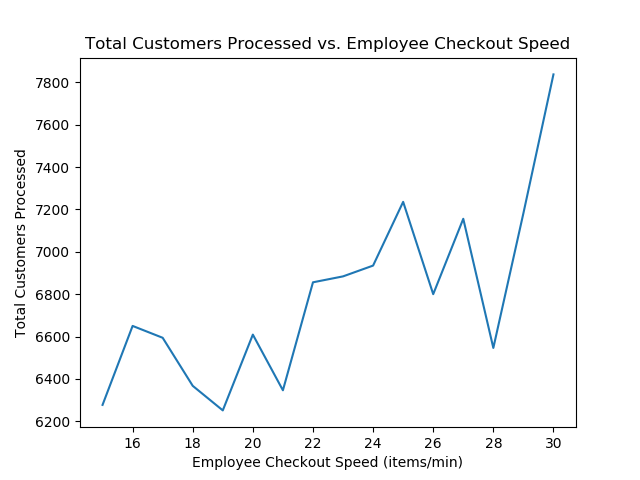 Total Customers Processed vs. Employee Checkout Speed
7800
7600
7400
7200
7000
6800
6600
6400
6200
Total Customers Processed
16 18 20 22 24 26 28 30
Employee Checkout Speed (items/min)